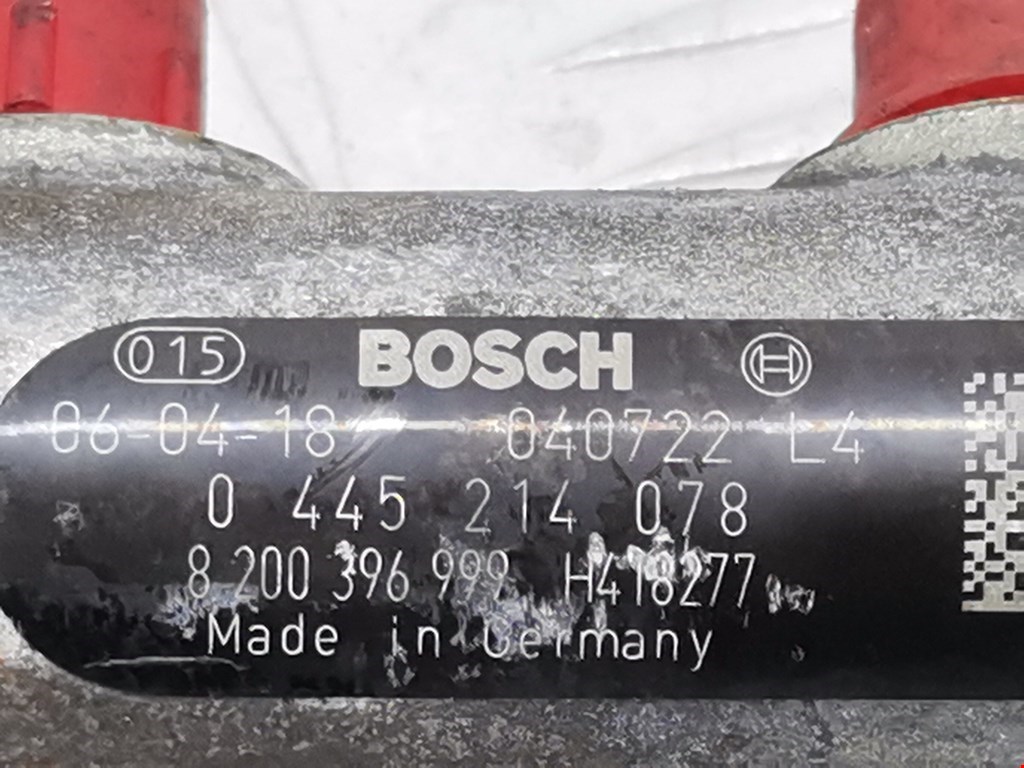 015 BOSCH H
06-04-18 040722 L4
0 445 214 078
8 200 396 999 H418277
Made in Germany